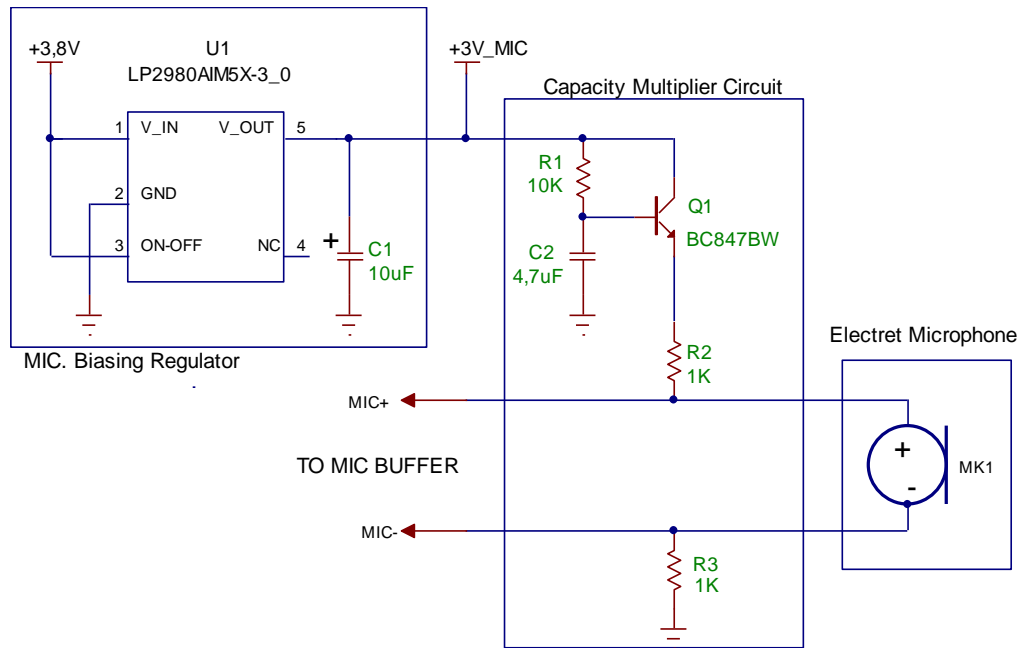 +3,8V
U1
LP2980AIM5X-3_0
+3V_MIC
Capacity Multiplier Circuit
1
V_IN
V_OUT
5
2
GND
3
ON-OFF
NC
4
+
C1
10uF
R1
10K
Q1
BC847BW
C2
4,7uF
MIC. Biasing Regulator
R2
1K
Electret Microphone
MIC+
TO MIC BUFFER
+
-
MK1
MIC-
R3
1K